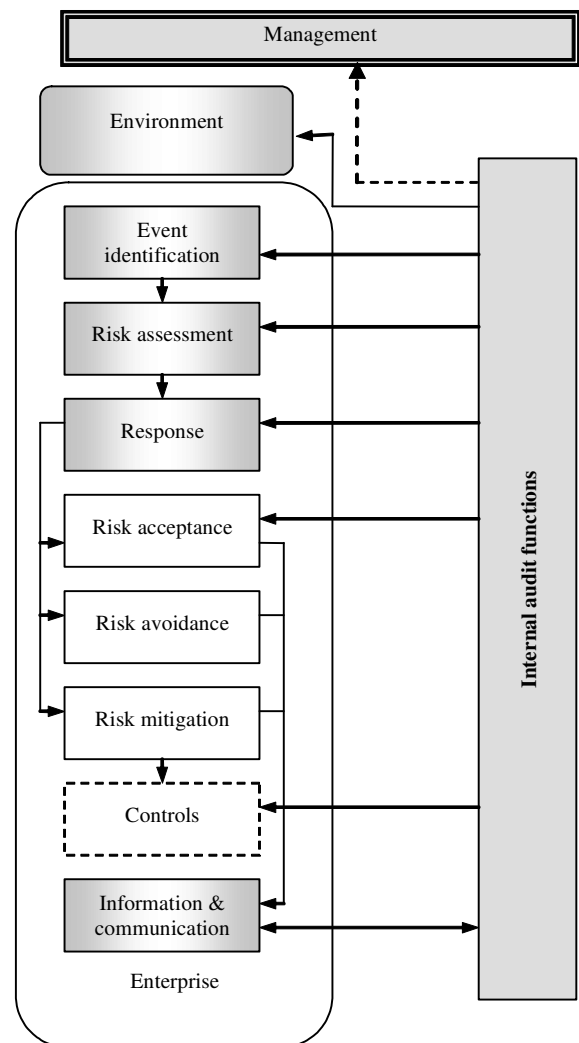 Management
Environment
Event
identification
Risk assessment
Response
Risk acceptance
Risk avoidance
Risk mitigation
Controls
Information &
communication
Enterprise
Internal audit functions